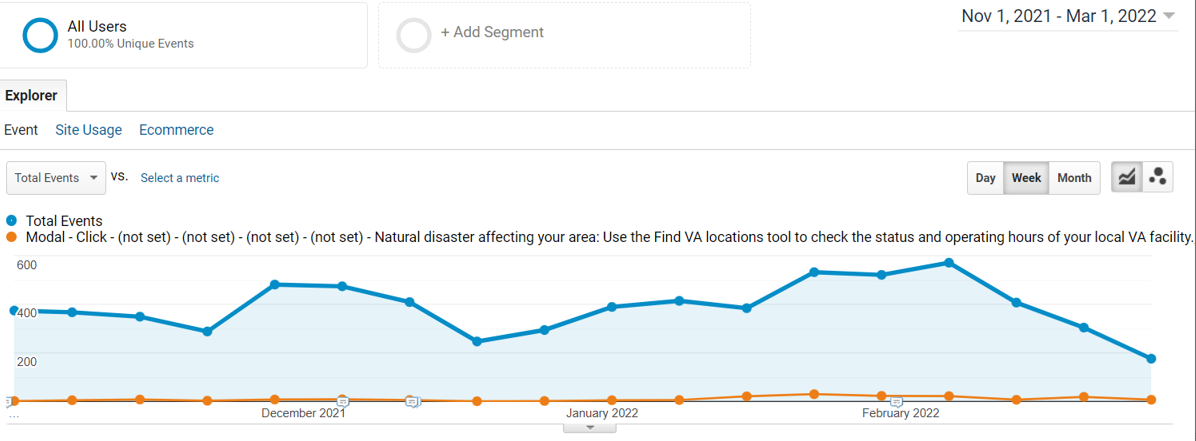 All Users
100.00% Unique Events
+ Add Segment
Nov 1, 2021 - Mar 1, 2022
Explorer
Event Site Usage Ecommerce
Total Events VS. Select a metric
Day Week Month
Total Events
Modal - Click - (not set) - (not set) - (not set) - (not set) - Natural disaster affecting your area: Use the Find VA locations tool to check the status and operating hours of your local VA facility.
600
400
200
... December 2021 January 2022 February 2022